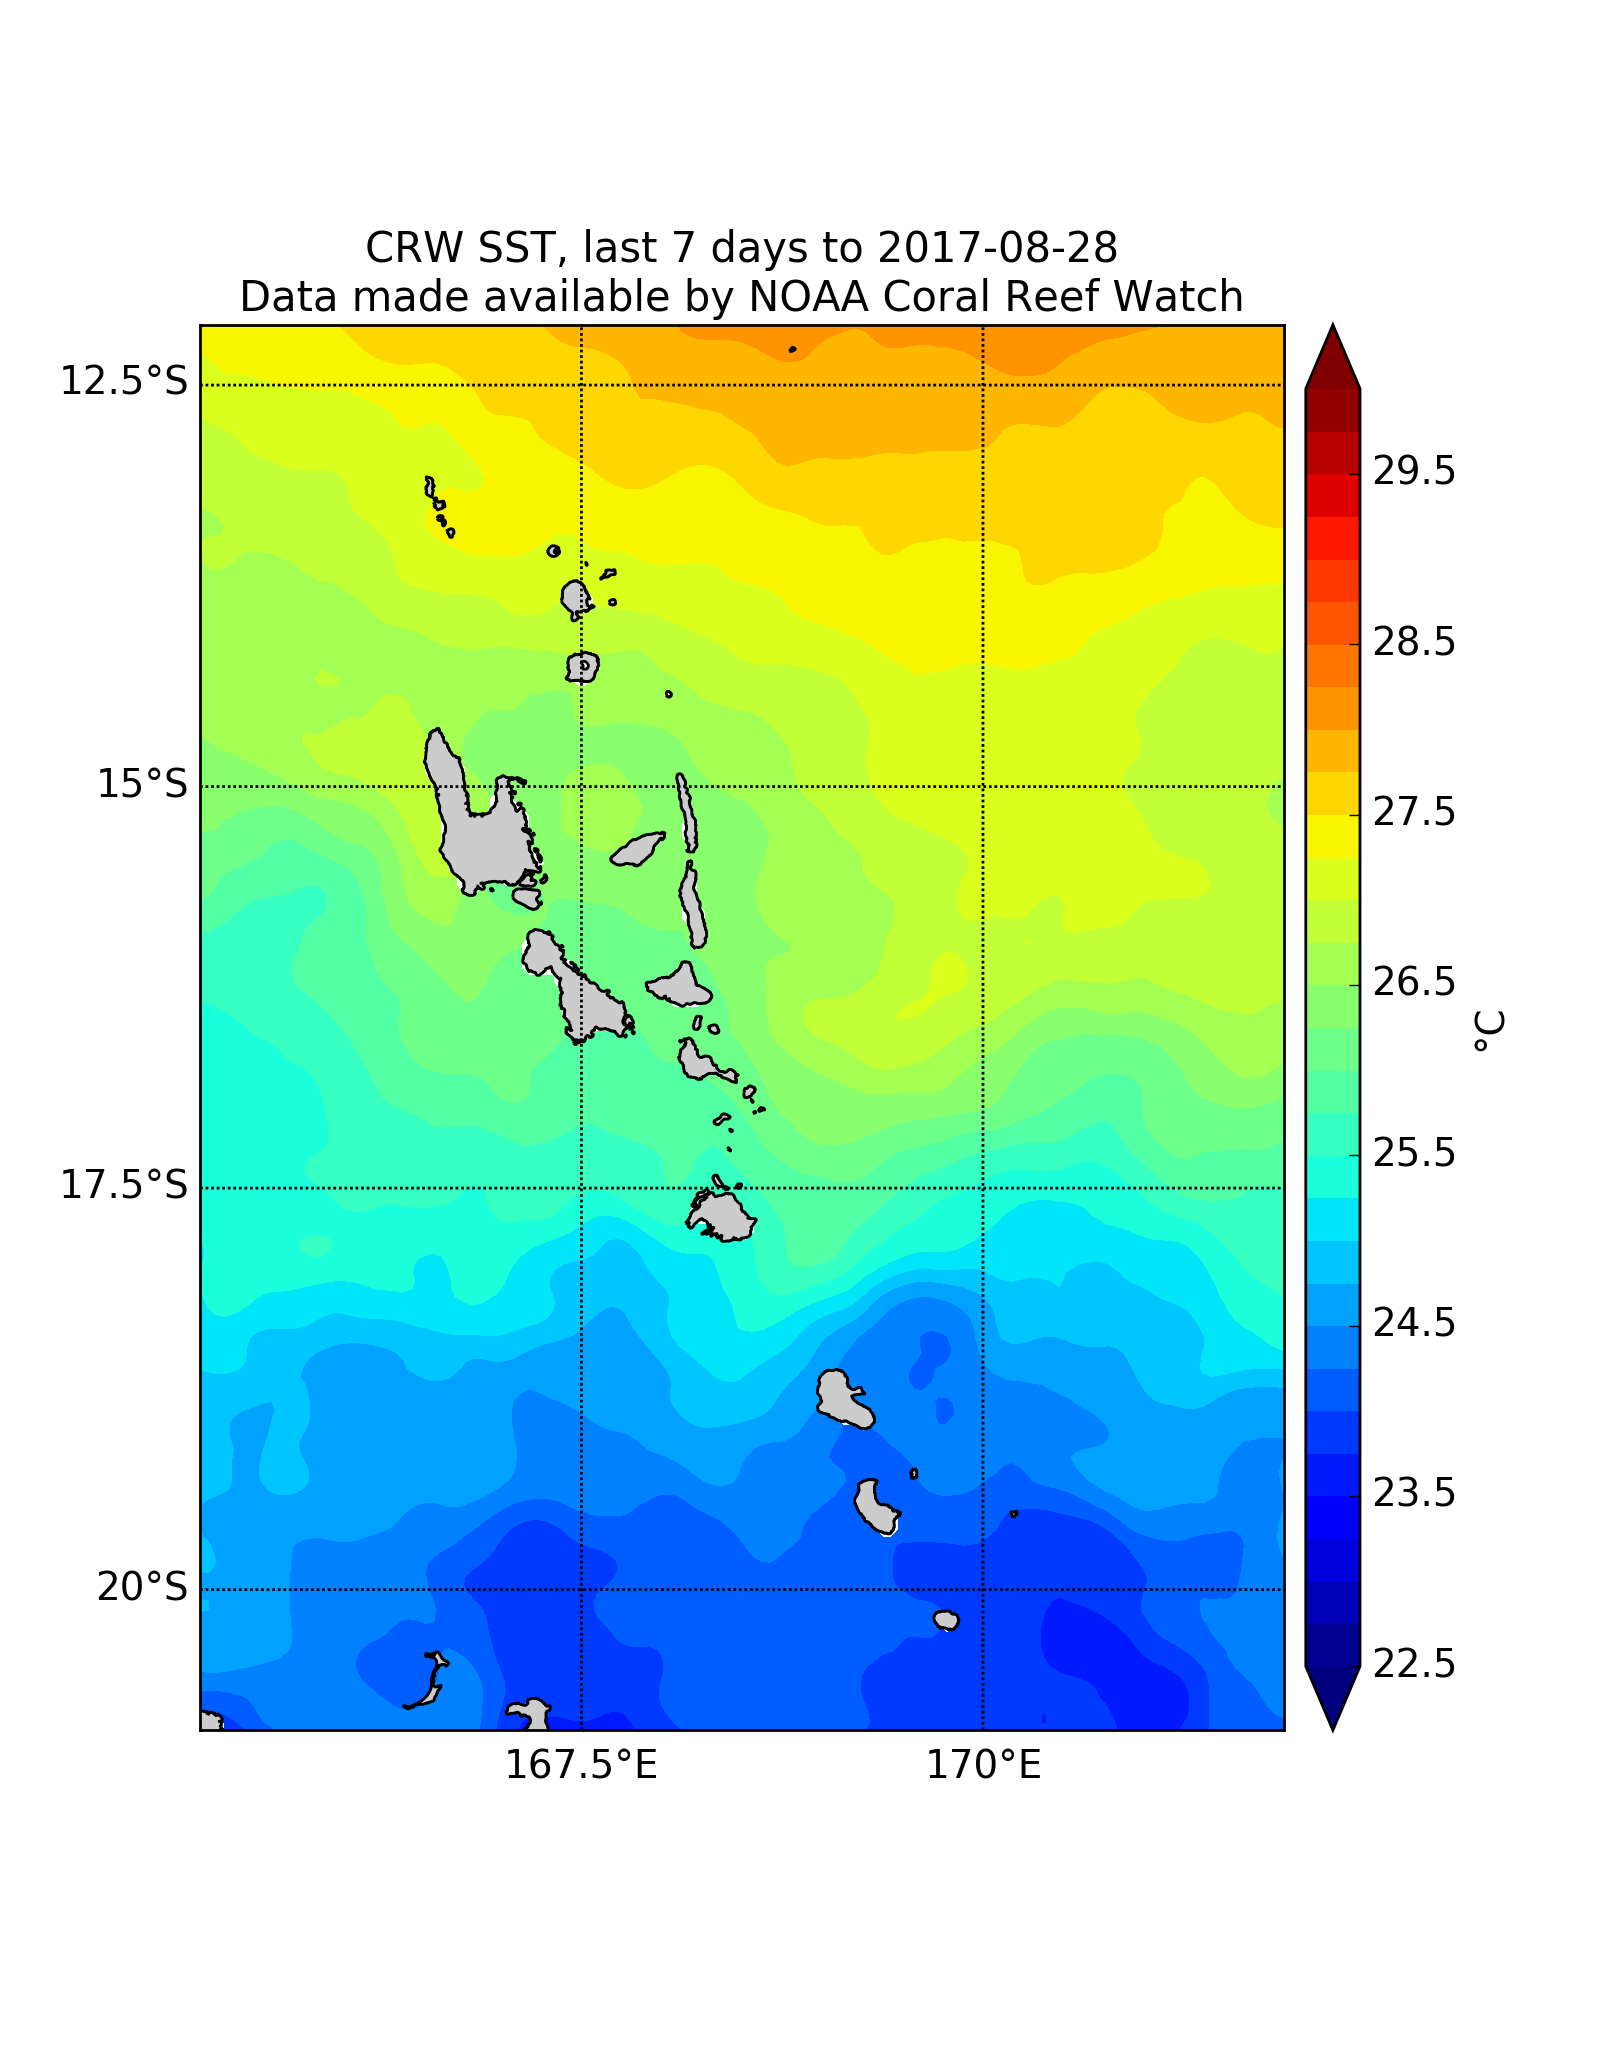 CRW SST, last 7 days to 2017-08-28
Data made available by NOAA Coral Reef Watch
12.5°S
15°S
17.5°S
20°S
167.5°E
170°E
29.5
28.5
27.5
26.5
25.5
24.5
23.5
22.5
°C